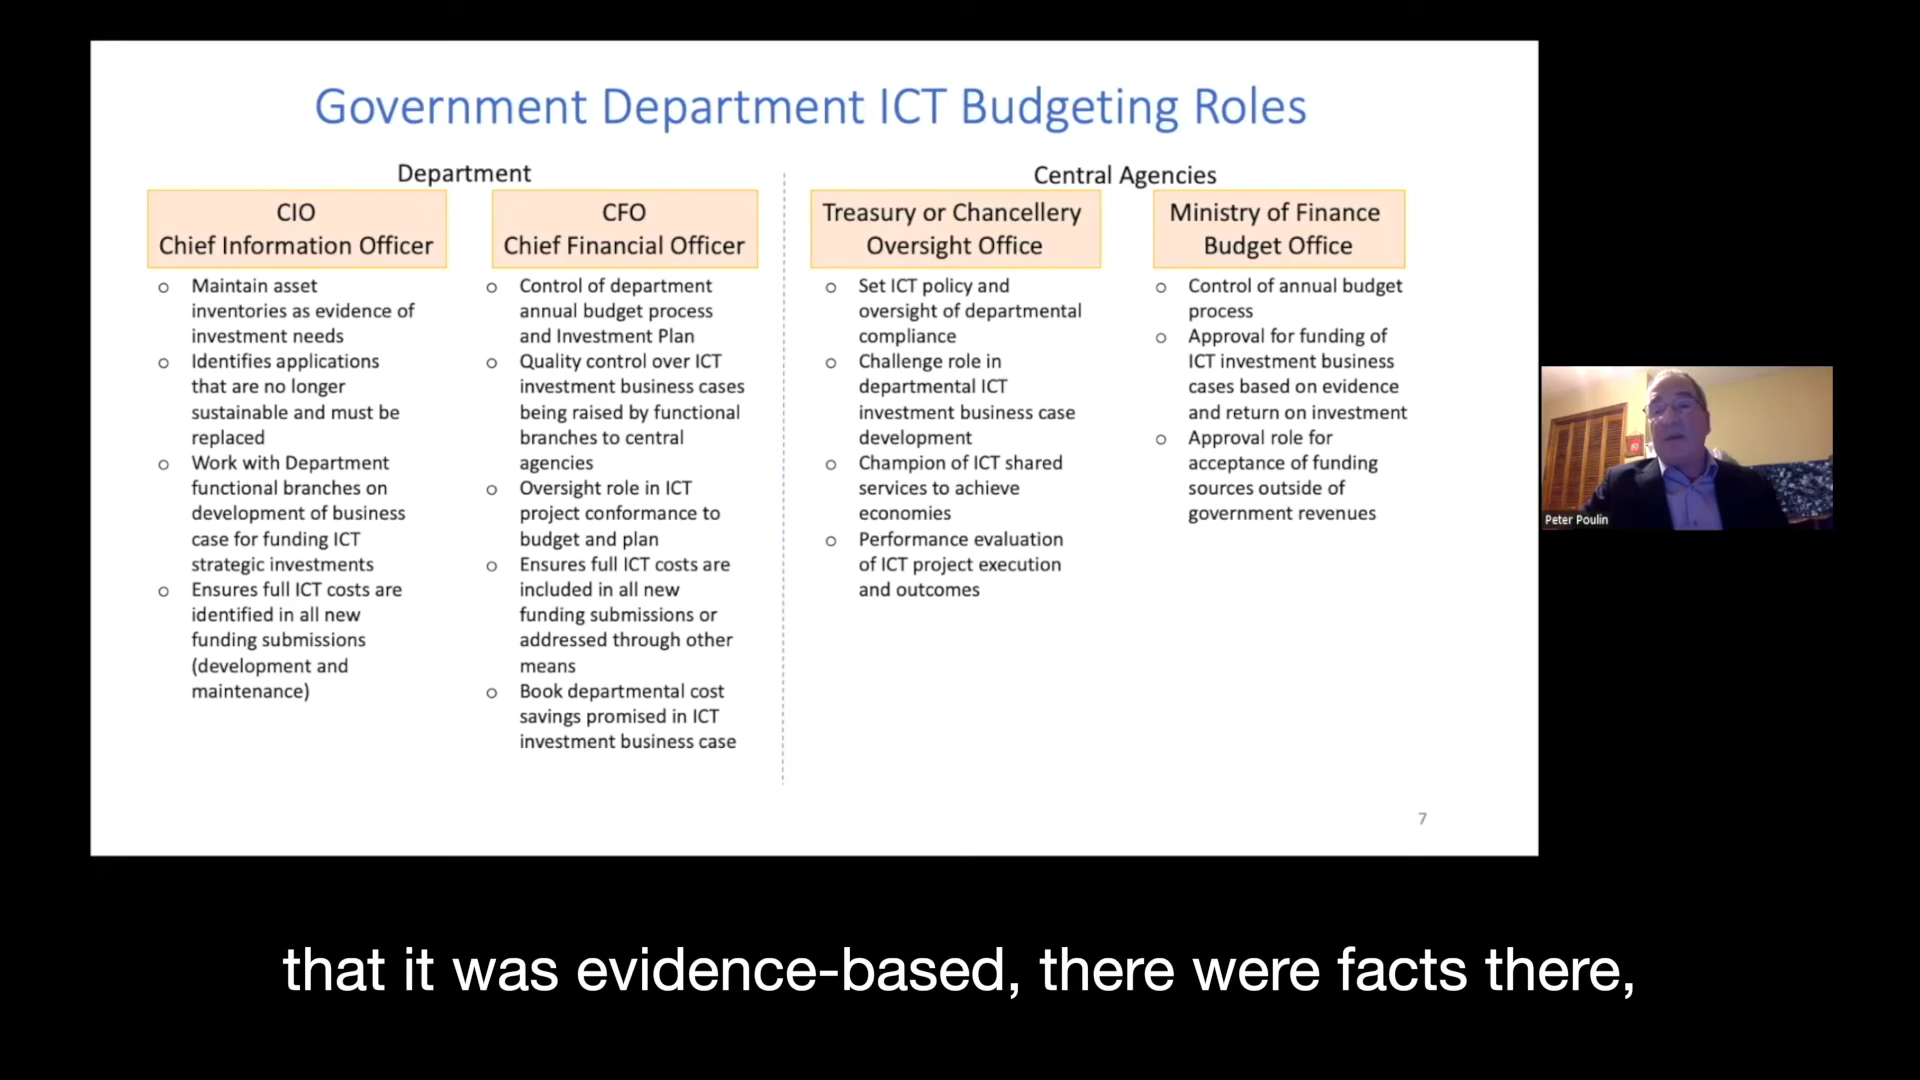 Government Department ICT Budgeting Roles
Department
CIO
Chief Information Officer
o Maintain asset
inventories as evidence of
investment needs
o Identifies applications
that are no longer
sustainable and must be
replaced
o Work with Department
functional branches on
development of business
case for funding ICT
strategic investments
o Ensures full ICT costs are
identified in all new
funding submissions
(development and
maintenance)
CFO
Chief Financial Officer
o Control of department
annual budget process
and Investment Plan
o Quality control over ICT
investment business cases
being raised by functional
branches to central
agencies
o Oversight role in ICT
project conformance to
budget and plan
o Ensures full ICT costs are
included in all new
funding submissions or
addressed through other
means
o Book departmental cost
savings promised in ICT
investment business case
Central Agencies
Treasury or Chancellery
Oversight Office
o Set ICT policy and
oversight of departmental
compliance
o Challenge role in
departmental ICT
investment business case
development
o Champion of ICT shared
services to achieve
economies
o Performance evaluation
of ICT project execution
and outcomes
Ministry of Finance
Budget Office
o Control of annual budget
process
o Approval for funding of
ICT investment business
cases based on evidence
and return on investment
o Approval role for
acceptance of funding
sources outside of
government revenues
7
Peter Poulin
that it was evidence-based, there were facts there,